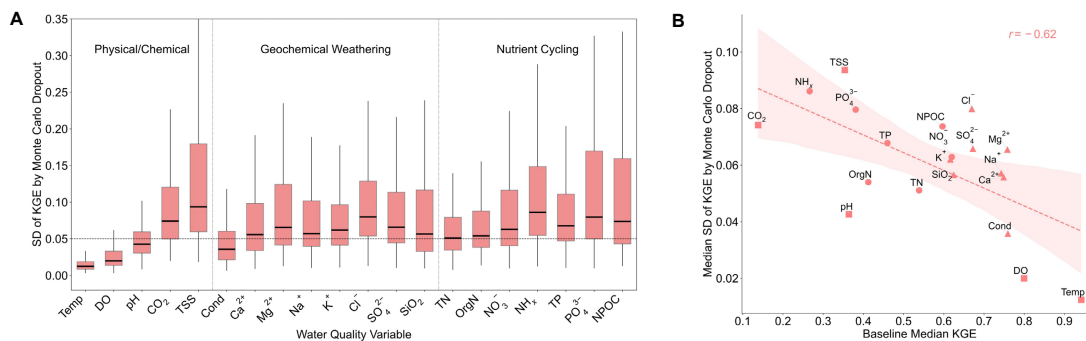 A
SD of KGE by Monte Carlo Dropout
0.35
0.30
0.25
0.20
0.15
0.10
0.05
0.00
Physical/Chemical
Geochemical Weathering
Nutrient Cycling
Temp
DO
pH
CO₂
TSS
Cond
Ca²⁺
Mg²⁺
Na⁺
K⁺
Cl⁻
SO₄²⁻
SiO₂
TN
OrgN
NO₃⁻
NHₓ
TP
PO₄³⁻
NPOC
Water Quality Variable
B
Median SD of KGE by Monte Carlo Dropout
0.10
0.08
0.06
0.04
0.02
r = −0.62
TSS
NHₓ
PO₄³⁻
CO₂
Cl⁻
NPOC
TP
NO₃⁻
SO₄²⁻
Mg²⁺
K⁺
Na⁺
OrgN
TN
SiO₂
Ca²⁺
pH
Cond
DO
Temp
0.1
0.2
0.3
0.4
0.5
0.6
0.7
0.8
0.9
Baseline Median KGE